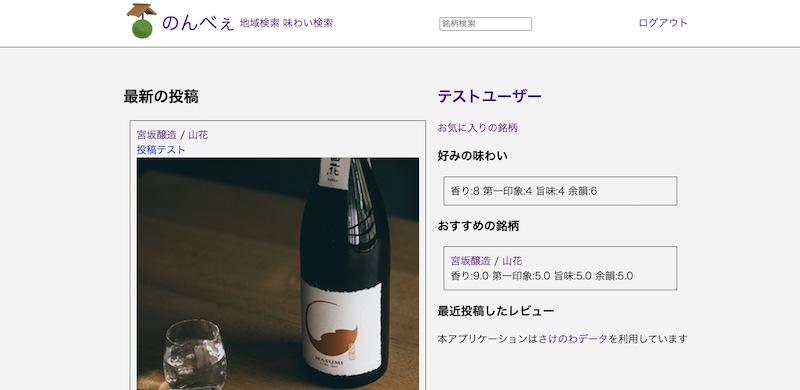 のんべぇ 地域検索 味わい検索 銘柄検索 ログアウト
最新の投稿
宮坂醸造 / 山花
投稿テスト
山花
MASUMI
テストユーザー
お気に入りの銘柄
好みの味わい
香り:8 第一印象:4 旨味:4 余韻:6
おすすめの銘柄
宮坂醸造 / 山花
香り:9.0 第一印象:5.0 旨味:5.0 余韻:5.0
最近投稿したレビュー
本アプリケーションはさけのわデータを利用しています